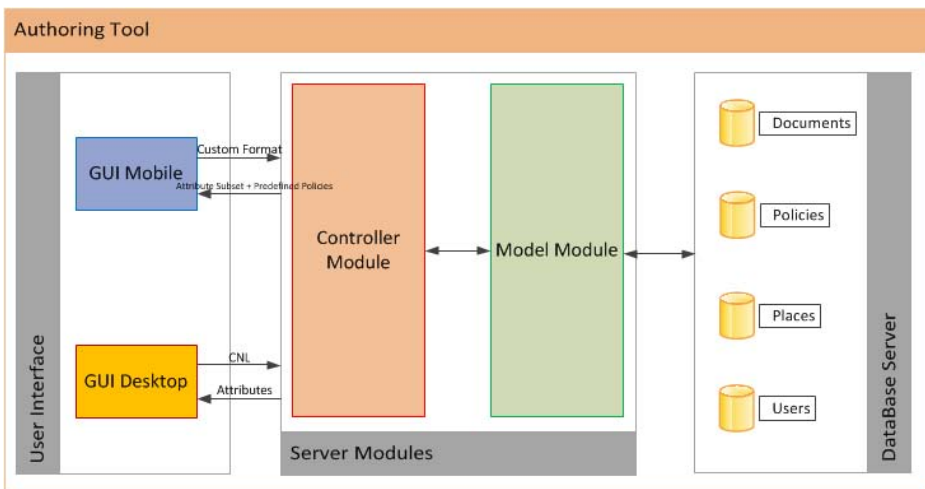 Authoring Tool
User Interface
GUI Mobile
Custom Format
Attribute Subset + Predefined Policies
GUI Desktop
CNL
Attributes
Controller
Module
Model Module
Server Modules
Documents
Policies
Places
Users
DataBase Server